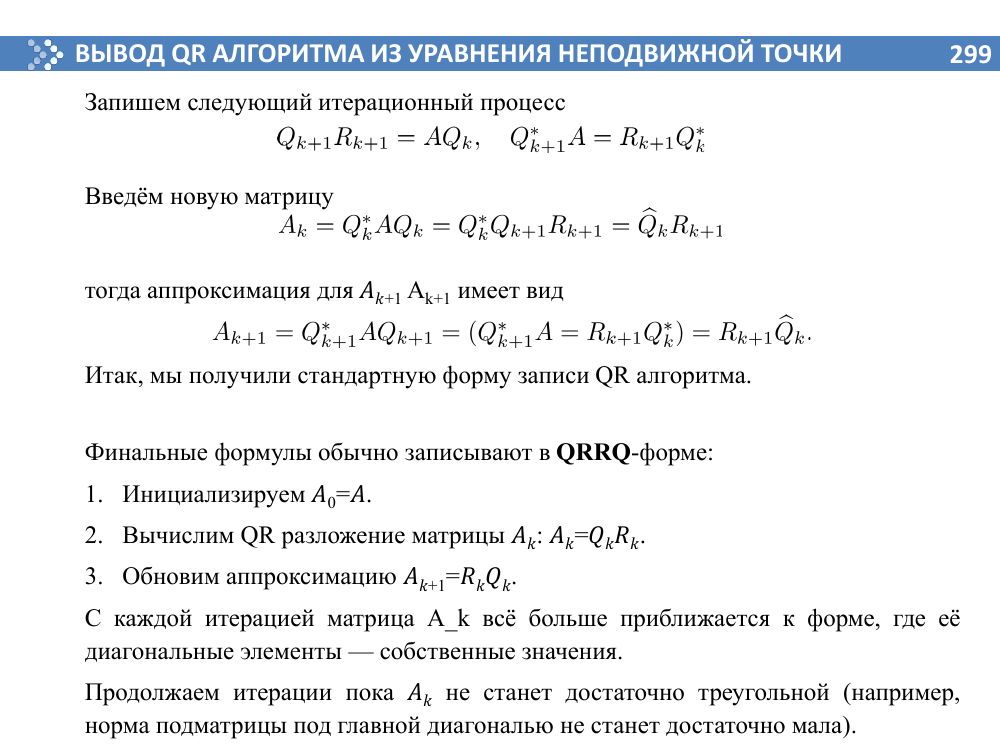 ВЫВОД QR АЛГОРИТМА ИЗ УРАВНЕНИЯ НЕПОДВИЖНОЙ ТОЧКИ 299
Запишем следующий итерационный процесс
$Q_{k+1}R_{k+1} = AQ_k, \quad Q_{k+1}^* A = R_{k+1}Q_k^*$
Введём новую матрицу
$A_k = Q_k^* A Q_k = Q_k^* Q_{k+1} R_{k+1} = \widehat{Q}_k R_{k+1}$
тогда аппроксимация для $A_{k+1}$ A_{k+1} имеет вид
$A_{k+1} = Q_{k+1}^* A Q_{k+1} = (Q_{k+1}^* A = R_{k+1} Q_k^*) = R_{k+1} \widehat{Q}_k.$
Итак, мы получили стандартную форму записи QR алгоритма.
Финальные формулы обычно записывают в QRRQ-форме:
1. Инициализируем $A_0$=$A$.
2. Вычислим QR разложение матрицы $A_k$: $A_k$=$Q_k R_k$.
3. Обновим аппроксимацию $A_{k+1}$=$R_k Q_k$.
С каждой итерацией матрица A_k всё больше приближается к форме, где её
диагональные элементы — собственные значения.
Продолжаем итерации пока $A_k$ не станет достаточно треугольной (например,
норма подматрицы под главной диагональю не станет достаточно мала).